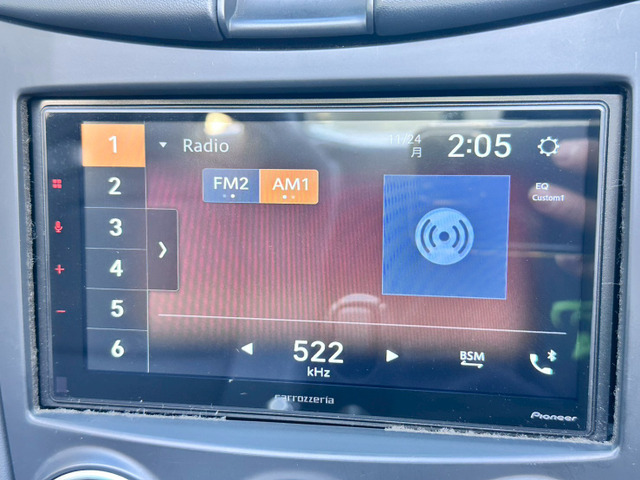 1
Radio
11/24
月
2:05
2
FM2
AM1
EQ
Custom1
3
4
5
6
522
kHz
BSM
carrozzeria
Pioneer